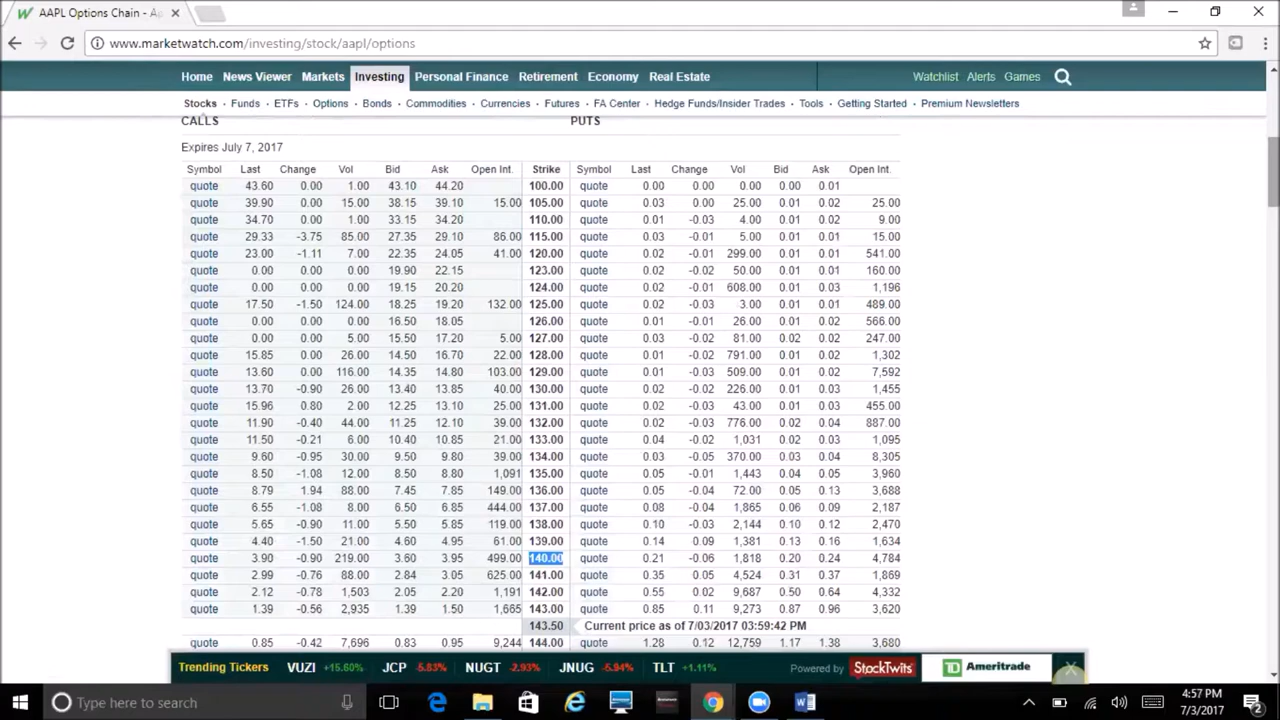 AAPL Options Chain - Aa
www.marketwatch.com/investing/stock/aapl/options
Home News Viewer Markets Investing Personal Finance Retirement Economy Real Estate Watchlist Alerts Games
Stocks · Funds · ETFs · Options · Bonds · Commodities · Currencies · Futures · FA Center · Hedge Funds/Insider Trades · Tools · Getting Started · Premium Newsletters
CALLS PUTS
Expires July 7, 2017
Symbol Last Change Vol Bid Ask Open Int. Strike Symbol Last Change Vol Bid Ask Open Int.
quote 43.60 0.00 1.00 43.10 44.20 100.00 quote 0.00 0.00 0.00 0.00 0.01
quote 39.90 0.00 15.00 38.15 39.10 15.00 105.00 quote 0.03 0.00 25.00 0.01 0.02 25.00
quote 34.70 0.00 1.00 33.15 34.20 110.00 quote 0.01 -0.03 4.00 0.01 0.02 9.00
quote 29.33 -3.75 85.00 27.35 29.10 86.00 115.00 quote 0.03 -0.01 5.00 0.01 0.01 15.00
quote 23.00 -1.11 7.00 22.35 24.05 41.00 120.00 quote 0.02 -0.01 299.00 0.01 0.01 541.00
quote 0.00 0.00 0.00 19.90 22.15 123.00 quote 0.02 -0.02 50.00 0.01 0.01 160.00
quote 0.00 0.00 0.00 19.15 20.20 124.00 quote 0.02 -0.01 608.00 0.01 0.03 1,196
quote 17.50 -1.50 124.00 18.25 19.20 132.00 125.00 quote 0.02 -0.03 3.00 0.01 0.01 489.00
quote 0.00 0.00 0.00 16.50 18.05 126.00 quote 0.01 -0.01 26.00 0.01 0.02 566.00
quote 0.00 0.00 5.00 15.50 17.20 5.00 127.00 quote 0.03 -0.02 81.00 0.02 0.02 247.00
quote 15.85 0.00 26.00 14.50 16.70 22.00 128.00 quote 0.01 -0.02 791.00 0.01 0.02 1,302
quote 13.60 0.00 116.00 14.35 14.80 103.00 129.00 quote 0.01 -0.03 509.00 0.01 0.02 7,592
quote 13.70 -0.90 26.00 13.40 13.85 40.00 130.00 quote 0.02 -0.02 226.00 0.01 0.02 1,455
quote 15.96 0.80 2.00 12.25 13.10 25.00 131.00 quote 0.02 -0.03 43.00 0.01 0.03 455.00
quote 11.90 -0.40 44.00 11.25 12.10 39.00 132.00 quote 0.02 -0.03 776.00 0.02 0.04 887.00
quote 11.50 -0.21 6.00 10.40 10.85 21.00 133.00 quote 0.04 -0.02 1,031 0.02 0.03 1,095
quote 9.60 -0.95 30.00 9.50 9.80 39.00 134.00 quote 0.03 -0.05 370.00 0.03 0.04 8,305
quote 8.50 -1.08 12.00 8.50 8.80 1,091 135.00 quote 0.05 -0.01 1,443 0.04 0.05 3,960
quote 8.79 1.94 88.00 7.45 7.85 149.00 136.00 quote 0.05 -0.04 72.00 0.05 0.13 3,688
quote 6.55 -1.08 8.00 6.50 6.85 444.00 137.00 quote 0.08 -0.04 1,865 0.06 0.09 2,187
quote 5.65 -0.90 11.00 5.50 5.85 119.00 138.00 quote 0.10 -0.03 2,144 0.10 0.12 2,470
quote 4.40 -1.50 21.00 4.60 4.95 61.00 139.00 quote 0.14 0.09 1,381 0.13 0.16 1,634
quote 3.90 -0.90 219.00 3.60 3.95 499.00 140.00 quote 0.21 -0.06 1,818 0.20 0.24 4,784
quote 2.99 -0.76 88.00 2.84 3.05 625.00 141.00 quote 0.35 0.05 4,524 0.31 0.37 1,869
quote 2.12 -0.78 1,503 2.05 2.20 1,191 142.00 quote 0.55 0.02 9,687 0.50 0.64 4,332
quote 1.39 -0.56 2,935 1.39 1.50 1,665 143.00 quote 0.85 0.11 9,273 0.87 0.96 3,620
143.50 Current price as of 7/03/2017 03:59:42 PM
quote 0.85 -0.42 7,696 0.83 0.95 9,244 144.00 quote 1.28 0.12 12,759 1.17 1.38 3,680
Trending Tickers VUZI +15.60% JCP -5.83% NUGT -2.93% JNUG -5.94% TLT +1.11% Powered by StockTwits TD Ameritrade
Type here to search
4:57 PM
7/3/2017
2